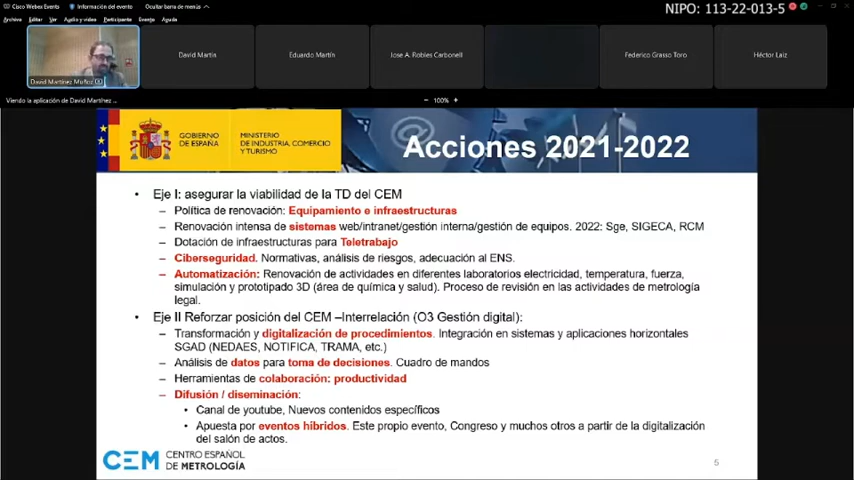 Cisco Webex Events
Información del evento
Ocultar barra de menús
NIPO: 113-22-013-5
Archivo Editar Ver Audio y vídeo Participante Evento Ayuda
David Martínez Muñoz
David Martín
Eduardo Martín
Jose A. Robles Carbonell
Federico Grasso Toro
Héctor Laiz
Viendo la aplicación de David Martínez ...
− 100% +
GOBIERNO
DE ESPAÑA
MINISTERIO
DE INDUSTRIA, COMERCIO
Y TURISMO
Acciones 2021-2022
• Eje I: asegurar la viabilidad de la TD del CEM
– Política de renovación: Equipamiento e infraestructuras
– Renovación intensa de sistemas web/intranet/gestión interna/gestión de equipos. 2022: Sge, SIGECA, RCM
– Dotación de infraestructuras para Teletrabajo
– Ciberseguridad. Normativas, análisis de riesgos, adecuación al ENS.
– Automatización: Renovación de actividades en diferentes laboratorios electricidad, temperatura, fuerza,
simulación y prototipado 3D (área de química y salud). Proceso de revisión en las actividades de metrología
legal.
• Eje II Reforzar posición del CEM –Interrelación (O3 Gestión digital):
– Transformación y digitalización de procedimientos. Integración en sistemas y aplicaciones horizontales
SGAD (NEDAES, NOTIFICA, TRAMA, etc.)
– Análisis de datos para toma de decisiones. Cuadro de mandos
– Herramientas de colaboración: productividad
– Difusión / diseminación:
• Canal de youtube, Nuevos contenidos específicos
• Apuesta por eventos híbridos. Este propio evento, Congreso y muchos otros a partir de la digitalización
del salón de actos.
CEM CENTRO ESPAÑOL
DE METROLOGÍA
5